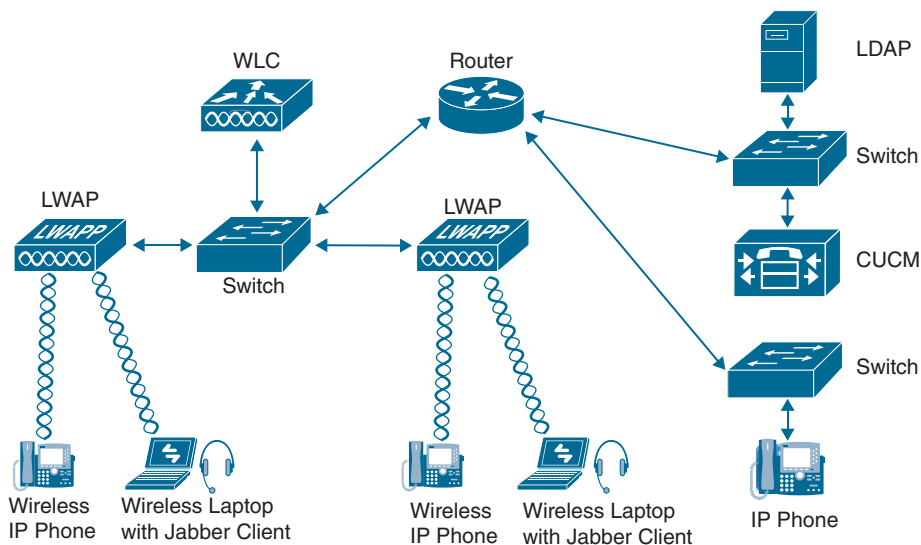 LDAP
WLC
Router
Switch
LWAP
LWAP
LWAPP
LWAPP
CUCM
Switch
Switch
Wireless
IP Phone
Wireless Laptop
with Jabber Client
Wireless
IP Phone
Wireless Laptop
with Jabber Client
IP Phone